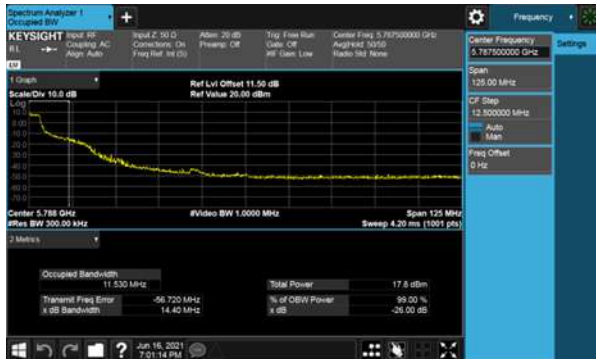 Spectrum Analyzer 1
Occupied BW
+
Frequency
KEYSIGHT
Input: RF
Coupling: AC
Align: Auto
Input Z: 50 Ω
Corrections: On
Freq Ref: Int (S)
Atten: 20 dB
Preamp: Off
Trig: Free Run
Gate: Off
#IF Gain: Low
Center Freq: 5.787500000 GHz
Avg|Hold: 50/50
Radio Std: None
RL
1 Graph
Scale/Div 10.0 dB
Ref Lvl Offset 11.50 dB
Ref Value 20.00 dBm
Log
Center 5.788 GHz
#Res BW 300.00 kHz
#Video BW 1.0000 MHz
Span 125 MHz
Sweep 4.20 ms (1001 pts)
2 Metrics
Occupied Bandwidth
11.530 MHz
Total Power
17.6 dBm
Transmit Freq Error
-56.720 MHz
% of OBW Power
99.00 %
x dB Bandwidth
14.40 MHz
x dB
-26.00 dB
Jun 16, 2021
7:01:14 PM
Center Frequency
5.787500000 GHz
Settings
Span
125.00 MHz
CF Step
12.500000 MHz
Auto
Man
Freq Offset
0 Hz